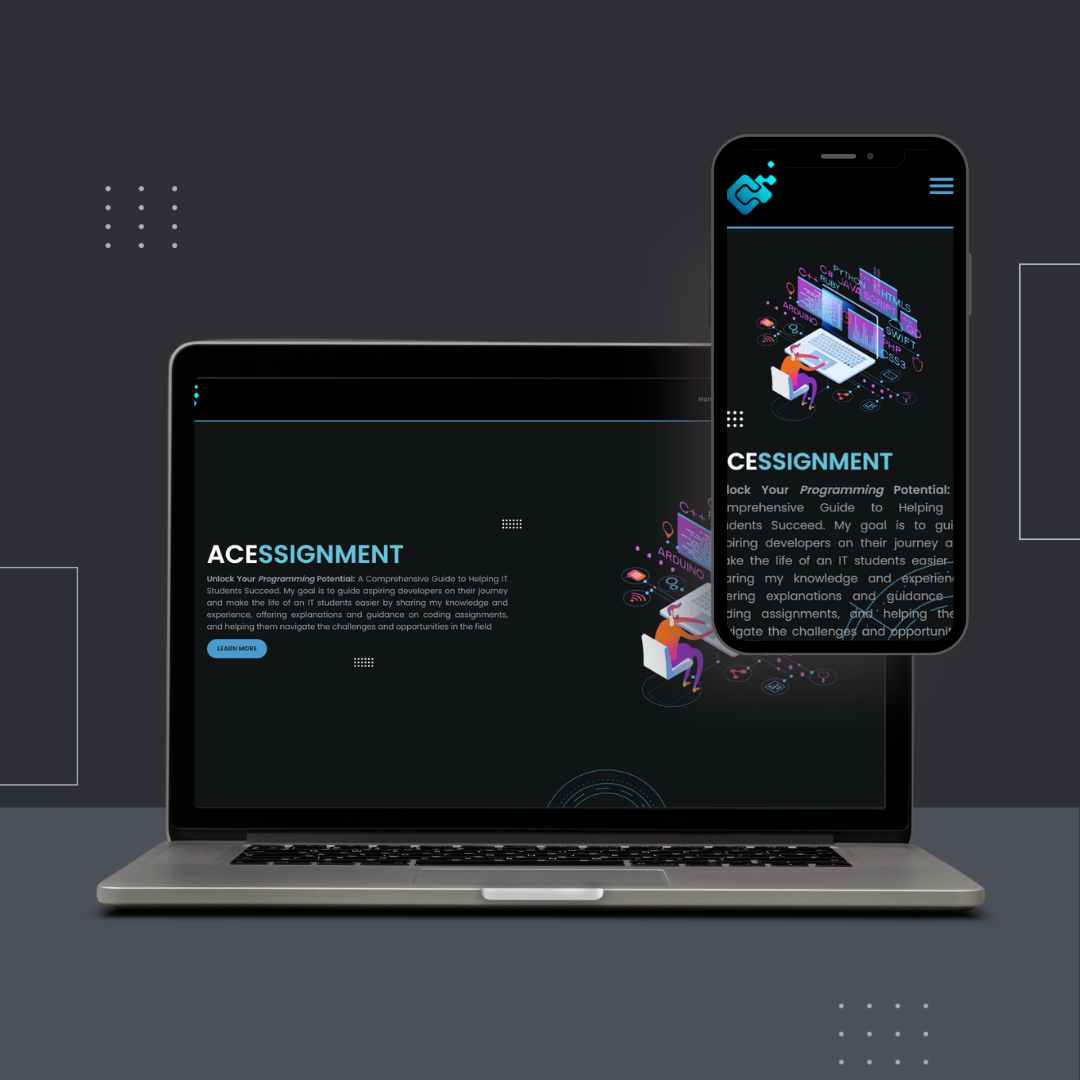 Hom
ACESSIGNMENT
Unlock Your Programming Potential: A Comprehensive Guide to Helping IT
Students Succeed. My goal is to guide aspiring developers on their journey
and make the life of an IT students easier by sharing my knowledge and
experience, offering explanations and guidance on coding assignments,
and helping them navigate the challenges and opportunities in the field
LEARN MORE
C++
ARDUINO
C++
C#
PYTHON
RUBY
JAVASCRIPT
HTML5
ARDUINO
GO
SWIFT
PHP
CSS3
CESSIGNMENT
lock Your Programming Potential:
mprehensive Guide to Helping
udents Succeed. My goal is to gui
piring developers on their journey a
ake the life of an IT students easier
aring my knowledge and experien
ering explanations and guidance
ding assignments, and helping the
vigate the challenges and opportunit